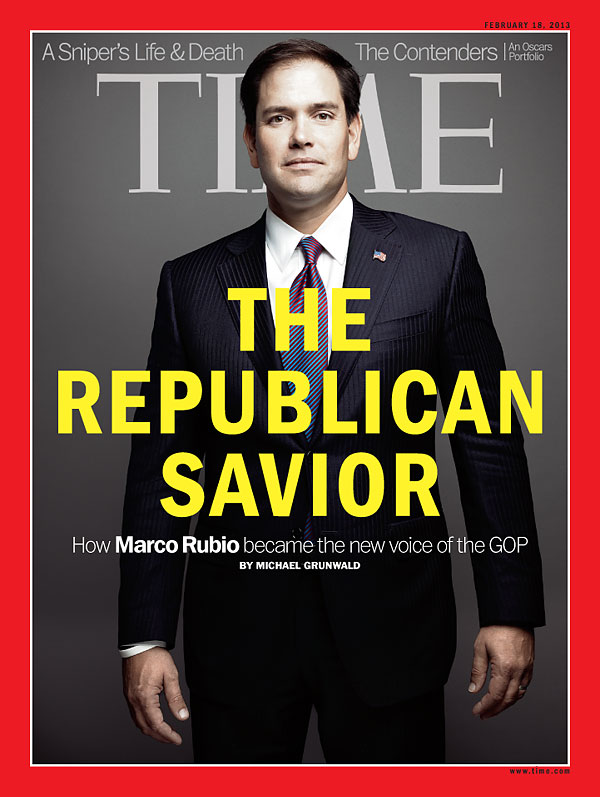 FEBRUARY 18, 2013
A Sniper's Life & Death
The Contenders | An Oscars
Portfolio
TIME
THE
REPUBLICAN
SAVIOR
How Marco Rubio became the new voice of the GOP
BY MICHAEL GRUNWALD
www.time.com